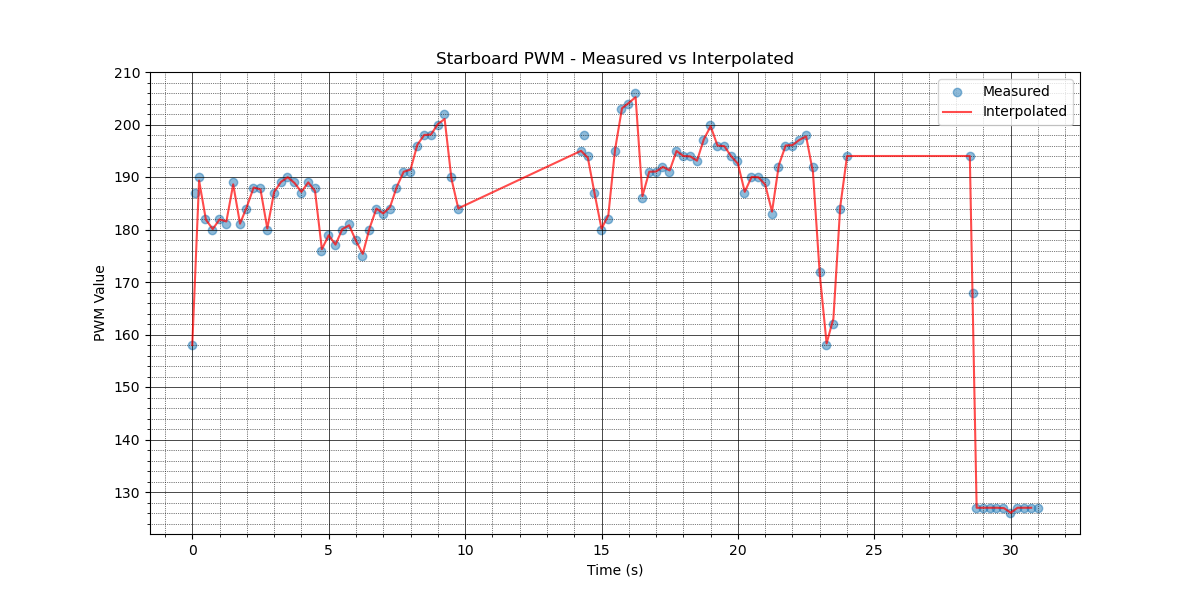 Starboard PWM - Measured vs Interpolated
210
200
190
180
170
160
150
140
130
PWM Value
Measured
Interpolated
0 5 10 15 20 25 30
Time (s)